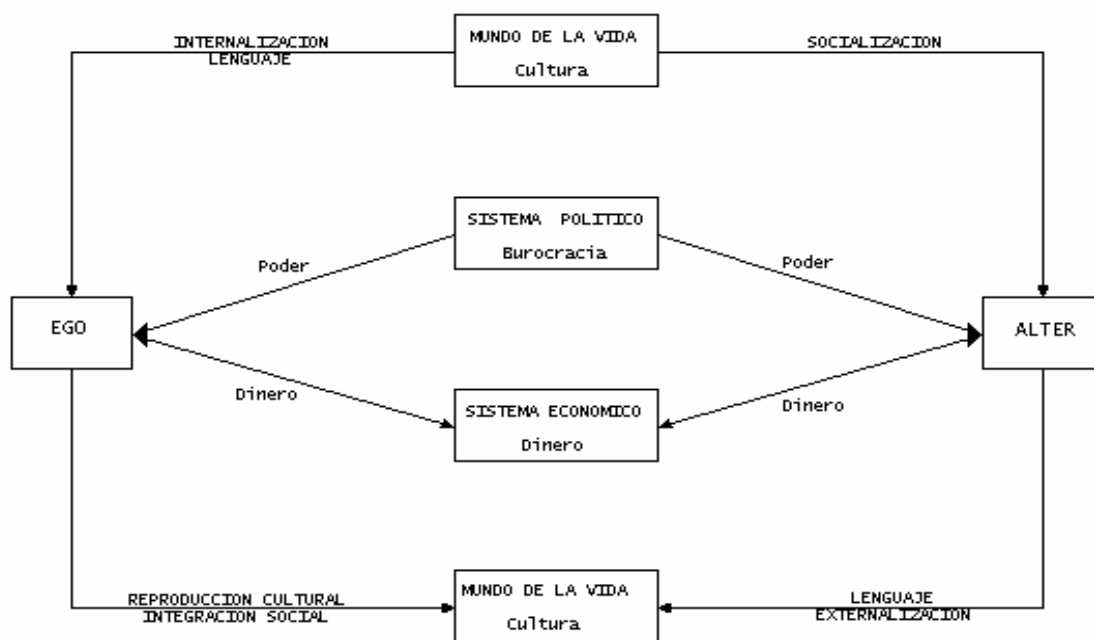 INTERNALIZACION
LENGUAJE
MUNDO DE LA VIDA
Cultura
SOCIALIZACION
SISTEMA POLITICO
Burocracia
Poder
Poder
EGO
ALTER
Dinero
SISTEMA ECONOMICO
Dinero
Dinero
REPRODUCCION CULTURAL
INTEGRACION SOCIAL
MUNDO DE LA VIDA
Cultura
LENGUAJE
EXTERNALIZACION